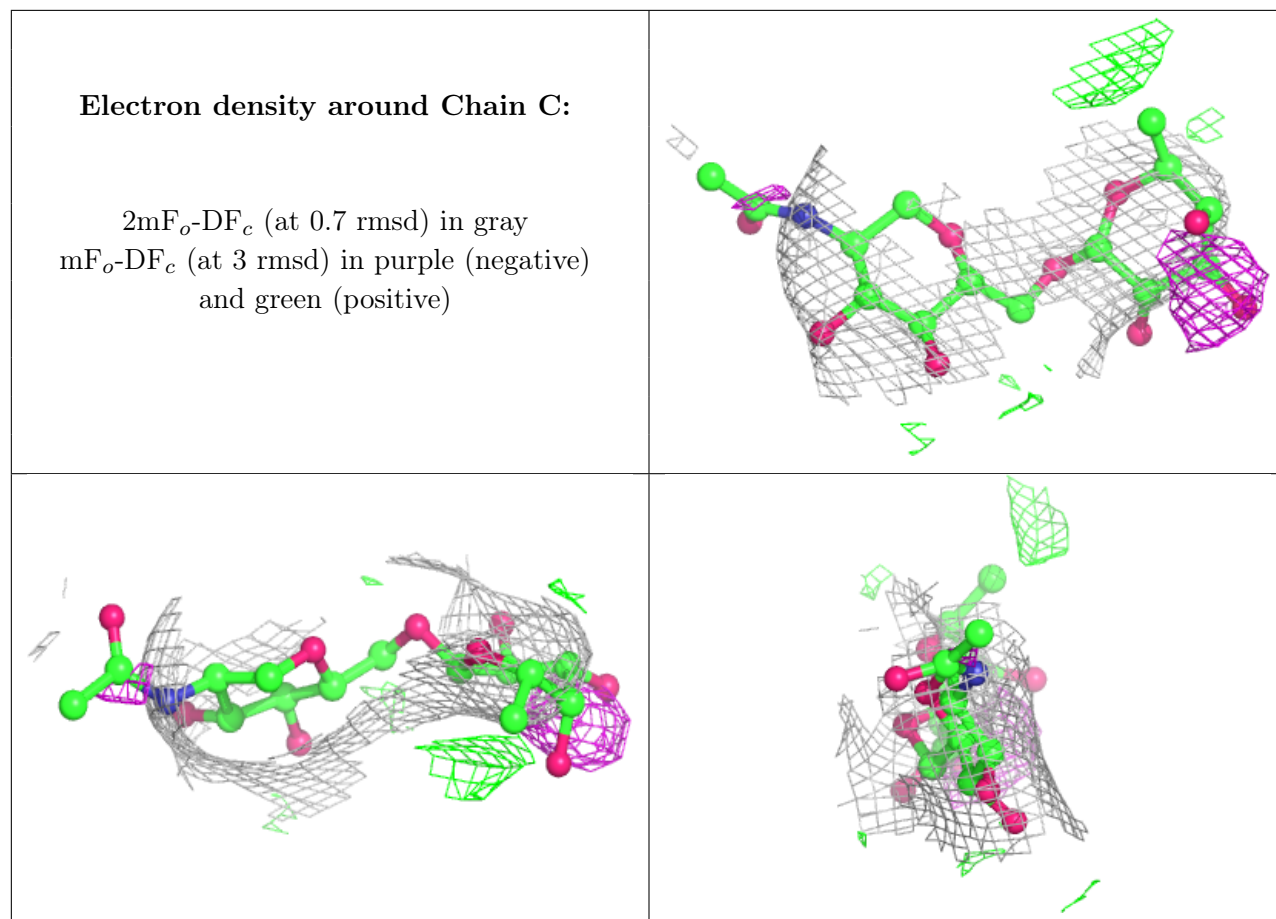 Electron density around Chain C:
2mFₒ-DF𝒸 (at 0.7 rmsd) in gray
mFₒ-DF𝒸 (at 3 rmsd) in purple (negative)
and green (positive)